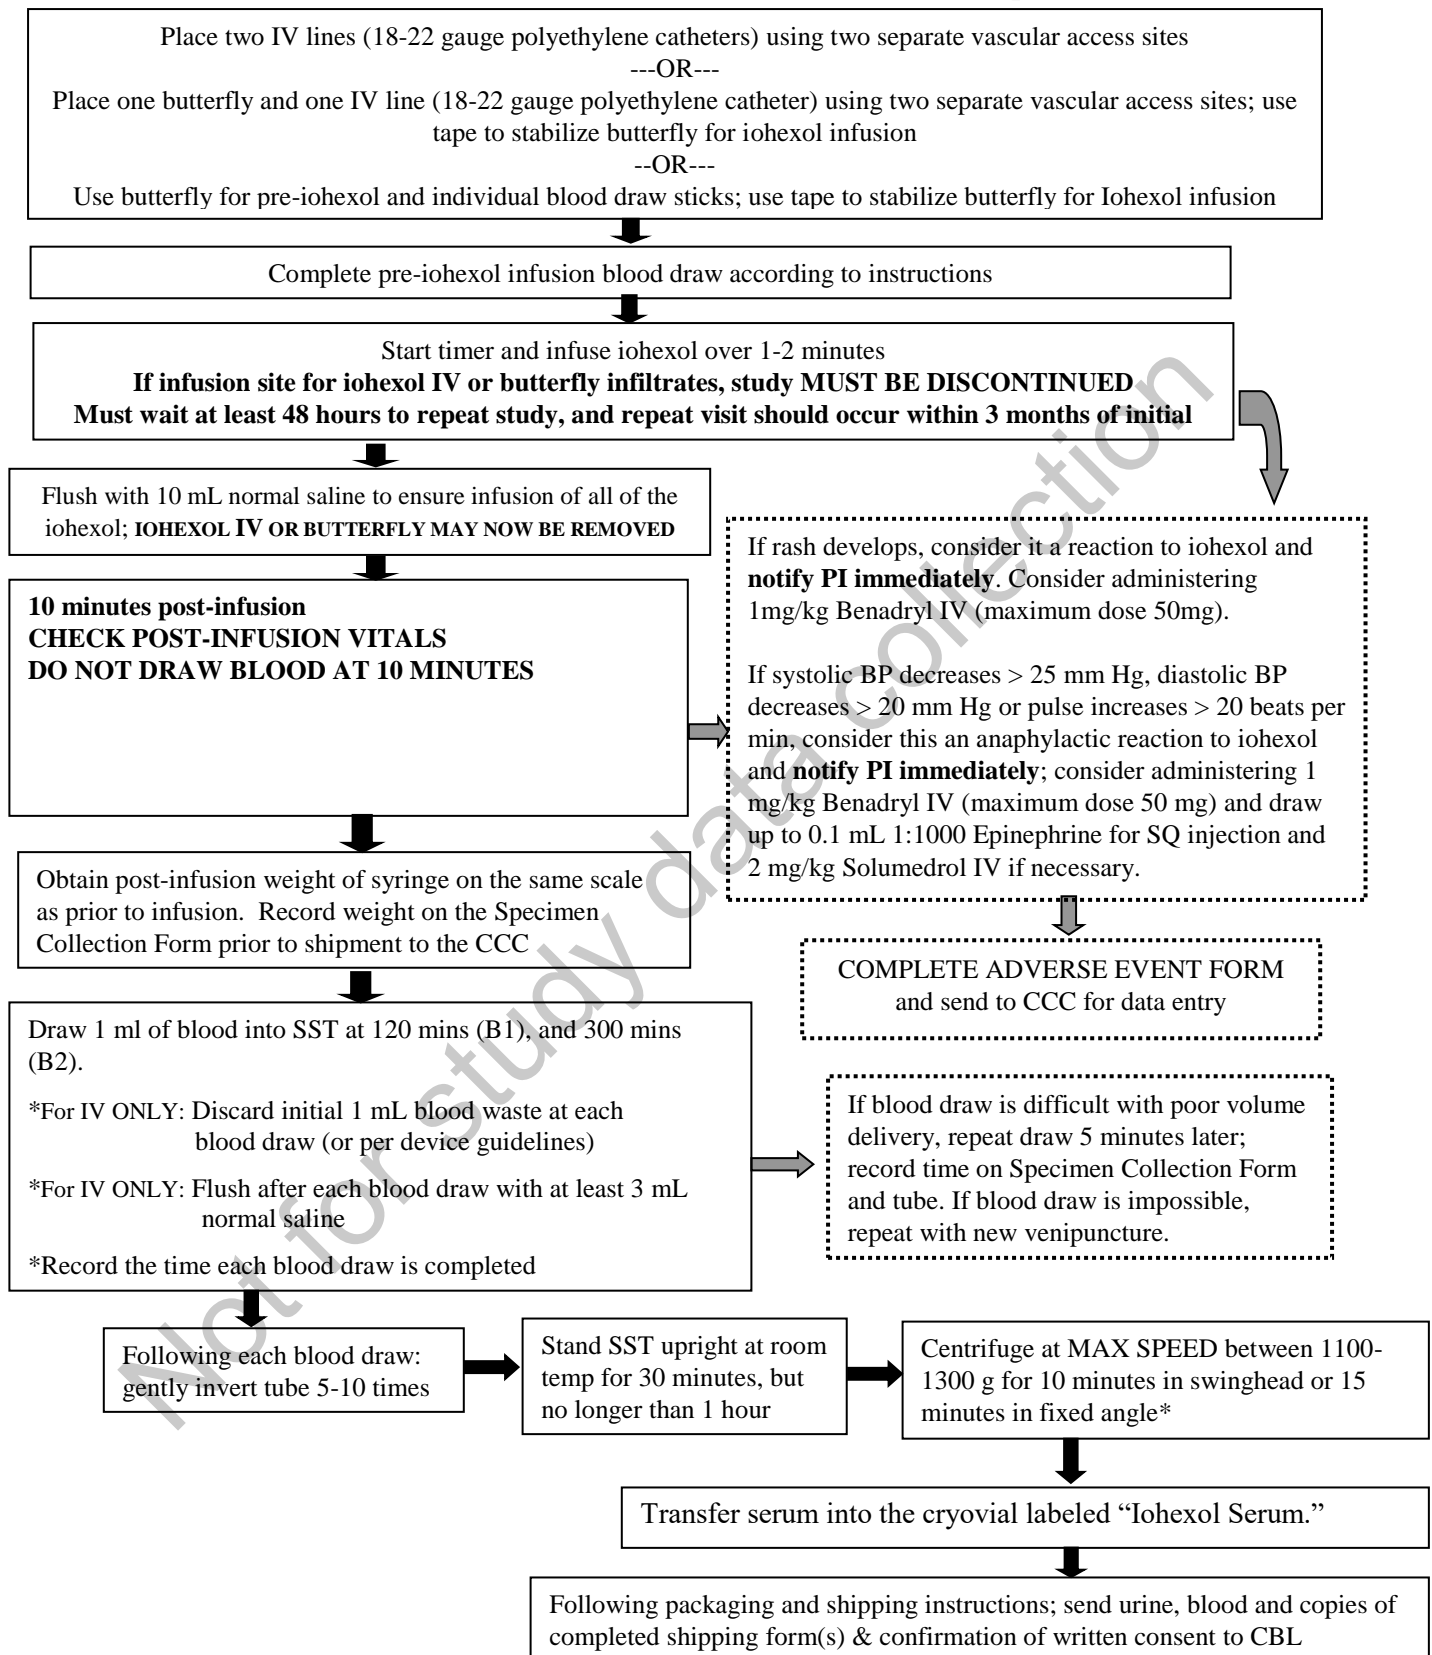 Place two IV lines (18-22 gauge polyethylene catheters) using two separate vascular access sites
---OR---
Place one butterfly and one IV line (18-22 gauge polyethylene catheter) using two separate vascular access sites; use
tape to stabilize butterfly for iohexol infusion
--OR---
Use butterfly for pre-iohexol and individual blood draw sticks; use tape to stabilize butterfly for Iohexol infusion
Complete pre-iohexol infusion blood draw according to instructions
Start timer and infuse iohexol over 1-2 minutes
If infusion site for iohexol IV or butterfly infiltrates, study MUST BE DISCONTINUED
Must wait at least 48 hours to repeat study, and repeat visit should occur within 3 months of initial
Flush with 10 mL normal saline to ensure infusion of all of the
iohexol; IOHEXOL IV OR BUTTERFLY MAY NOW BE REMOVED
10 minutes post-infusion
CHECK POST-INFUSION VITALS
DO NOT DRAW BLOOD AT 10 MINUTES
If rash develops, consider it a reaction to iohexol and
notify PI immediately. Consider administering
1mg/kg Benadryl IV (maximum dose 50mg).
If systolic BP decreases > 25 mm Hg, diastolic BP
decreases > 20 mm Hg or pulse increases > 20 beats per
min, consider this an anaphylactic reaction to iohexol
and notify PI immediately; consider administering 1
mg/kg Benadryl IV (maximum dose 50 mg) and draw
up to 0.1 mL 1:1000 Epinephrine for SQ injection and
2 mg/kg Solumedrol IV if necessary.
COMPLETE ADVERSE EVENT FORM
and send to CCC for data entry
Obtain post-infusion weight of syringe on the same scale
as prior to infusion. Record weight on the Specimen
Collection Form prior to shipment to the CCC
Draw 1 ml of blood into SST at 120 mins (B1), and 300 mins
(B2).
*For IV ONLY: Discard initial 1 mL blood waste at each
blood draw (or per device guidelines)
*For IV ONLY: Flush after each blood draw with at least 3 mL
normal saline
*Record the time each blood draw is completed
If blood draw is difficult with poor volume
delivery, repeat draw 5 minutes later;
record time on Specimen Collection Form
and tube. If blood draw is impossible,
repeat with new venipuncture.
Following each blood draw:
gently invert tube 5-10 times
Stand SST upright at room
temp for 30 minutes, but
no longer than 1 hour
Centrifuge at MAX SPEED between 1100-
1300 g for 10 minutes in swinghead or 15
minutes in fixed angle*
Transfer serum into the cryovial labeled “Iohexol Serum.”
Following packaging and shipping instructions; send urine, blood and copies of
completed shipping form(s) & confirmation of written consent to CBL
Not for study data collection